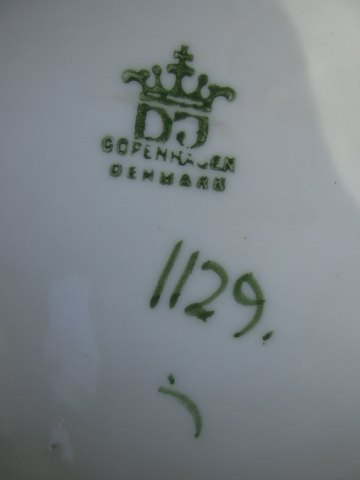 DJ
COPENHAGEN
DENMARK
1129.